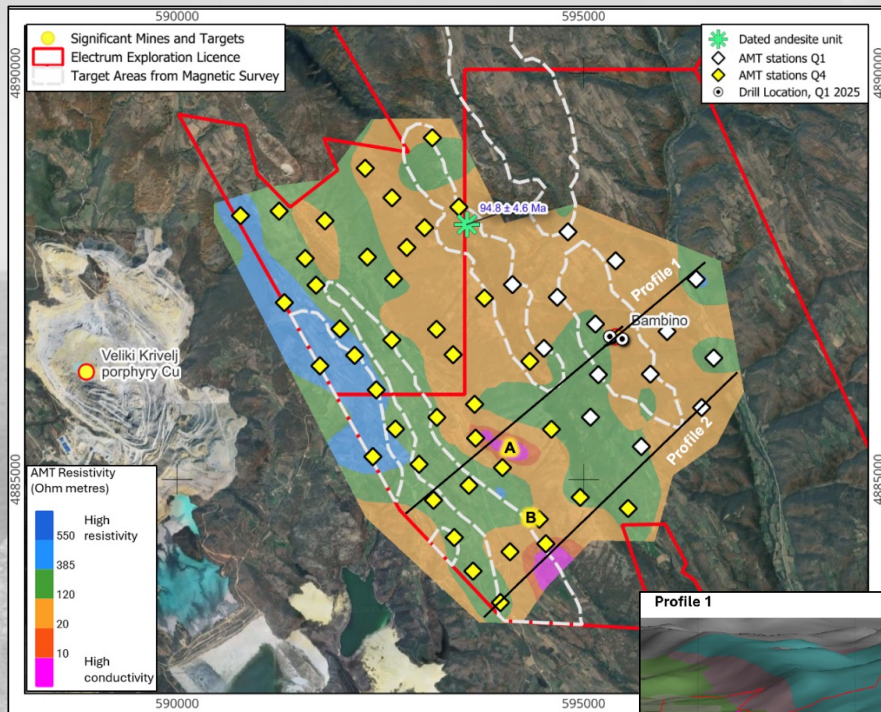 590000
595000
4890000
4890000
Significant Mines and Targets
Electrum Exploration Licence
Target Areas from Magnetic Survey
Dated andesite unit
AMT stations Q1
AMT stations Q4
Drill Location, Q1 2025
94.8 ± 4.6 Ma
Profile 1
Bambino
Veliki Krivelj
porphyry Cu
Profile 2
A
B
4885000
4885000
AMT Resistivity
(Ohm metres)
High
resistivity
550
385
120
20
10
High
conductivity
Profile 1
590000
595000